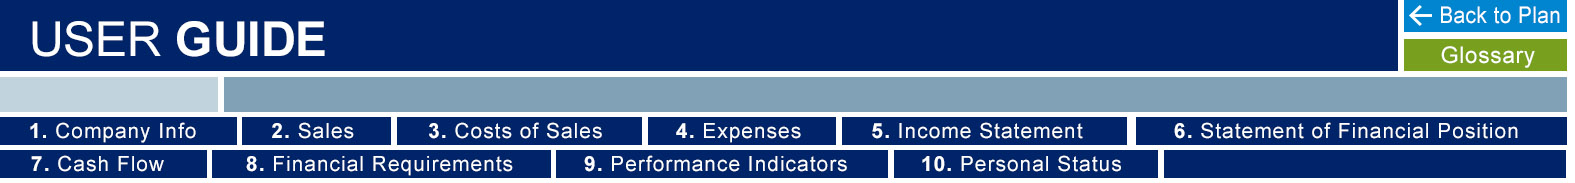 USER GUIDE
← Back to Plan
Glossary
1. Company Info 2. Sales 3. Costs of Sales 4. Expenses 5. Income Statement 6. Statement of Financial Position
7. Cash Flow 8. Financial Requirements 9. Performance Indicators 10. Personal Status